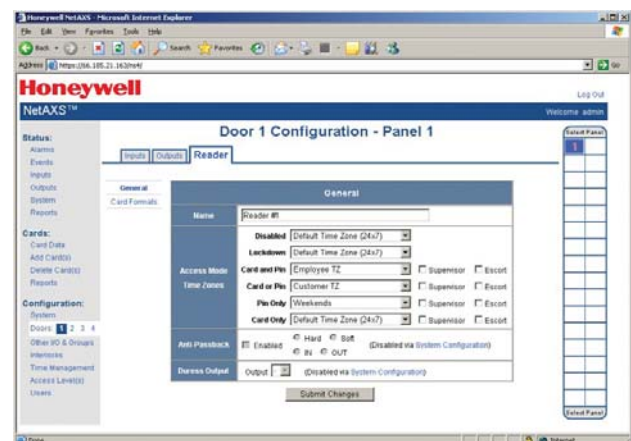 Honeywell NetAXS - Microsoft Internet Explorer
File Edit View Favorites Tools Help
Back Search Favorites
Address https://66.185.21.163/ns4/ Go
Honeywell
Log Out
NetAXS™ Welcome admin
Door 1 Configuration - Panel 1
Inputs Outputs Reader
Status:
Alarms
Events
Inputs
Outputs
System
Reports
Cards:
Card Data
Add Card(s)
Delete Card(s)
Reports
Configuration:
System
Doors: 1 2 3 4
Other I/O & Groups
Interlocks
Time Management
Access Level(s)
Users
General
Card Formats
General
Name Reader #1
Access Mode Time Zones
Disabled Default Time Zone (24x7)
Lockdown Default Time Zone (24x7)
Card and Pin Employee TZ Supervisor Escort
Card or Pin Customer TZ Supervisor Escort
Pin Only Weekends Supervisor Escort
Card Only Default Time Zone (24x7) Supervisor Escort
Anti-Passback Enabled Hard Soft (Disabled via System Configuration)
IN OUT
Duress Output Output (Disabled via System Configuration)
Submit Changes
Select Panel
1
Select Panel
Done Internet